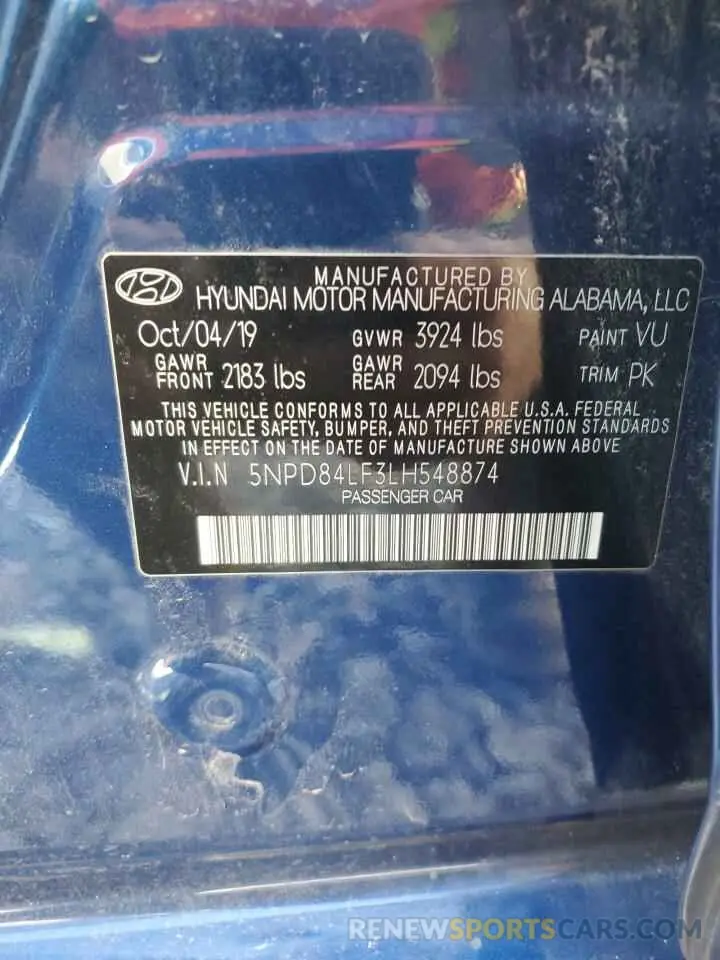 MANUFACTURED BY
HYUNDAI MOTOR MANUFACTURING ALABAMA, LLC
Oct/04/19 GVWR 3924 lbs PAINT VU
GAWR FRONT 2183 lbs GAWR REAR 2094 lbs TRIM PK
THIS VEHICLE CONFORMS TO ALL APPLICABLE U.S.A. FEDERAL
MOTOR VEHICLE SAFETY, BUMPER, AND THEFT PREVENTION STANDARDS
IN EFFECT ON THE DATE OF MANUFACTURE SHOWN ABOVE
V.I.N 5NPD84LF3LH548874
PASSENGER CAR
RENEWSPORTSCARS.COM